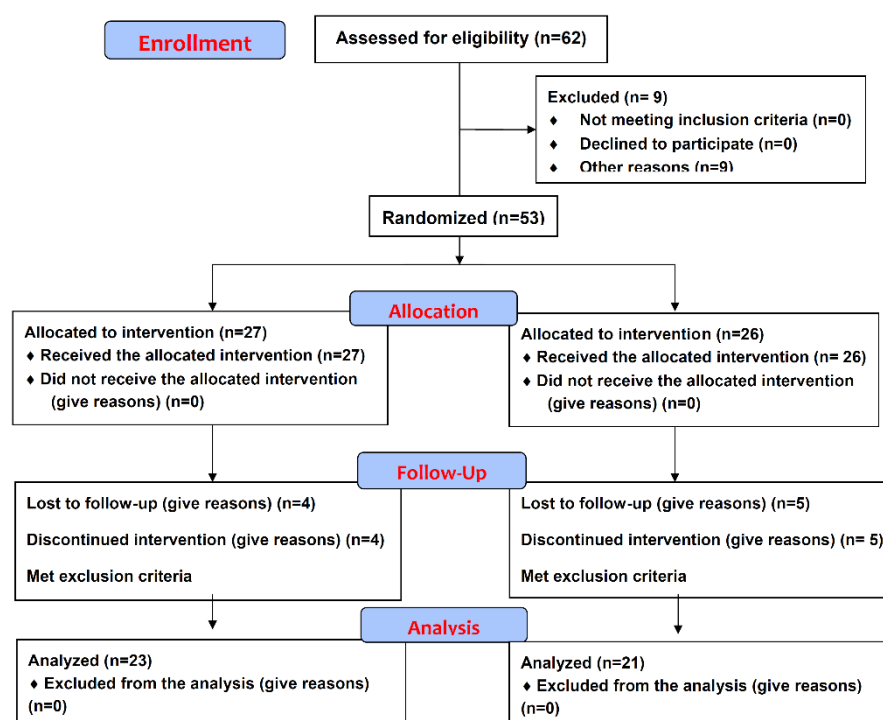 Enrollment
Assessed for eligibility (n=62)
Excluded (n= 9)
♦ Not meeting inclusion criteria (n=0)
♦ Declined to participate (n=0)
♦ Other reasons (n=9)
Randomized (n=53)
Allocation
Allocated to intervention (n=27)
♦ Received the allocated intervention (n=27)
♦ Did not receive the allocated intervention
(give reasons) (n=0)
Allocated to intervention (n=26)
♦ Received the allocated intervention (n= 26)
♦ Did not receive the allocated intervention
(give reasons) (n=0)
Follow-Up
Lost to follow-up (give reasons) (n=4)
Discontinued intervention (give reasons) (n=4)
Met exclusion criteria
Lost to follow-up (give reasons) (n=5)
Discontinued intervention (give reasons) (n= 5)
Met exclusion criteria
Analysis
Analyzed (n=23)
♦ Excluded from the analysis (give reasons)
(n=0)
Analyzed (n=21)
♦ Excluded from the analysis (give reasons)
(n=0)